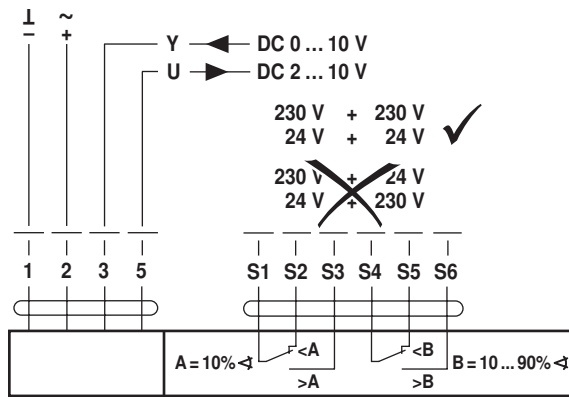 ⊥ ~
− +
Y DC 0 ... 10 V
U DC 2 ... 10 V
230 V + 230 V
24 V + 24 V
230 V + 24 V
24 V + 230 V
1 2 3 5 S1 S2 S3 S4 S5 S6
A = 10% ∢ <A <B B = 10 ... 90% ∢
>A >B